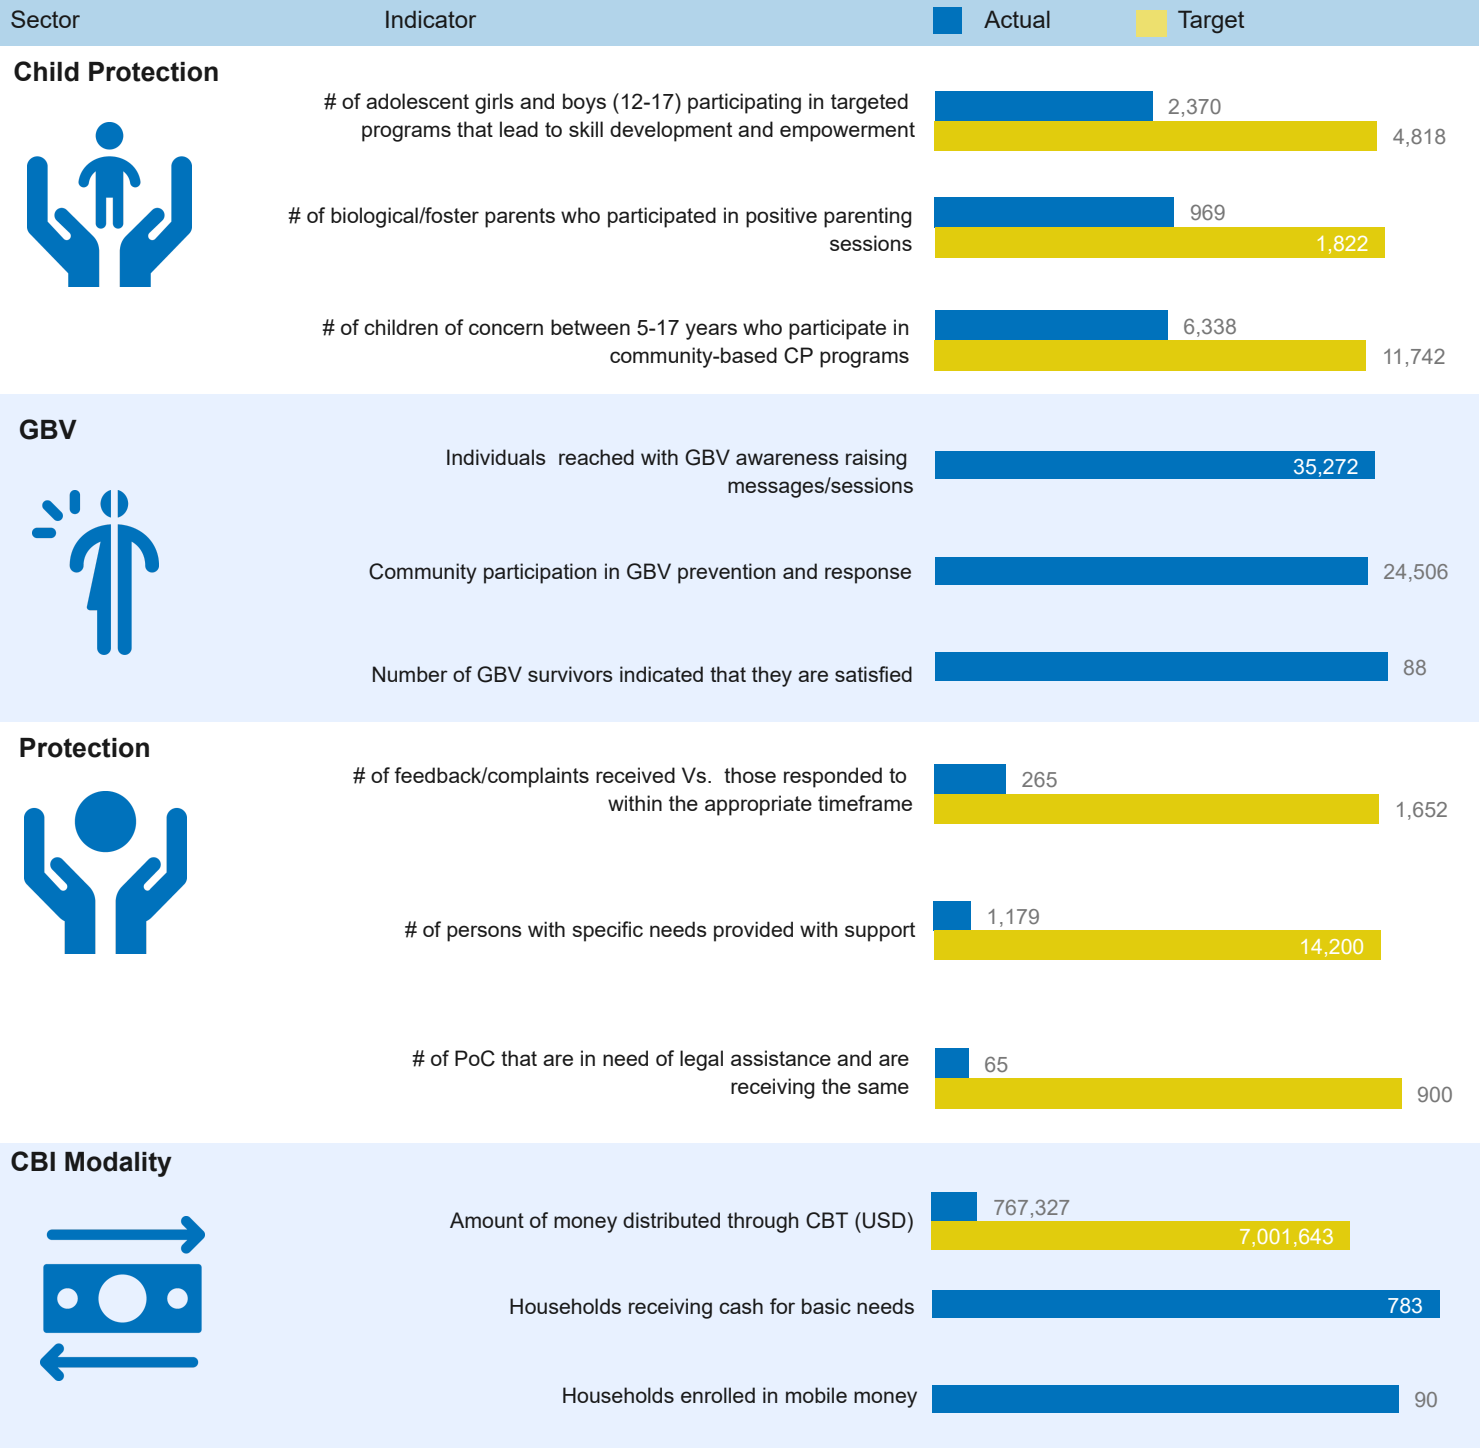 Sector Indicator Actual Target
Child Protection
# of adolescent girls and boys (12-17) participating in targeted
programs that lead to skill development and empowerment
2,370
4,818
# of biological/foster parents who participated in positive parenting
sessions
969
1,822
# of children of concern between 5-17 years who participate in
community-based CP programs
6,338
11,742
GBV
Individuals reached with GBV awareness raising
messages/sessions
35,272
Community participation in GBV prevention and response
24,506
Number of GBV survivors indicated that they are satisfied
88
Protection
# of feedback/complaints received Vs. those responded to
within the appropriate timeframe
265
1,652
# of persons with specific needs provided with support
1,179
14,200
# of PoC that are in need of legal assistance and are
receiving the same
65
900
CBI Modality
Amount of money distributed through CBT (USD)
767,327
7,001,643
Households receiving cash for basic needs
783
Households enrolled in mobile money
90